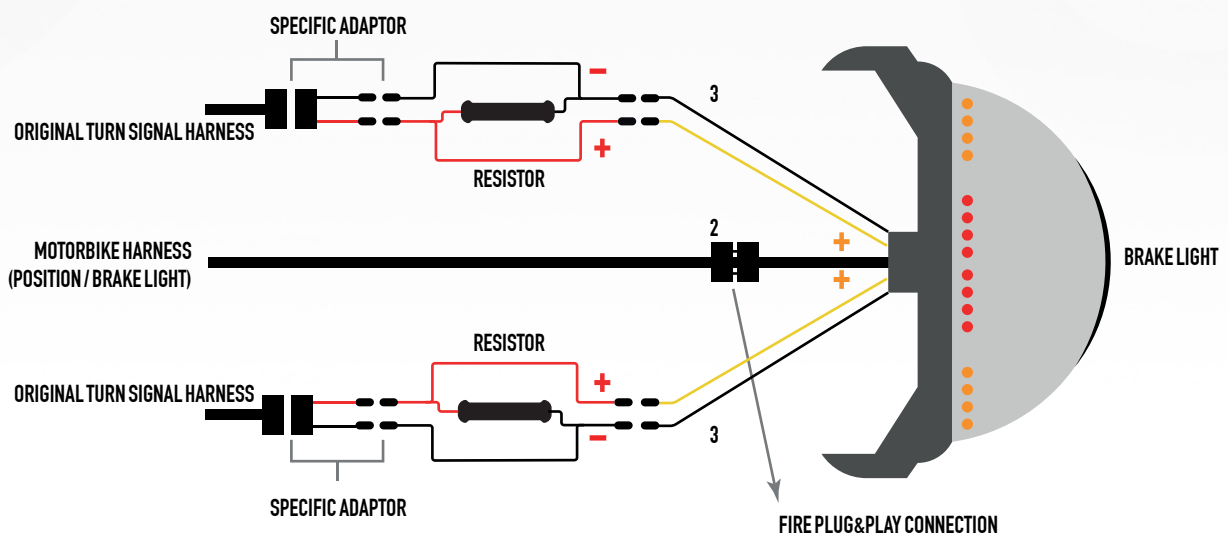 SPECIFIC ADAPTOR
−
3
ORIGINAL TURN SIGNAL HARNESS
+
RESISTOR
2
MOTORBIKE HARNESS
(POSITION / BRAKE LIGHT)
+
BRAKE LIGHT
+
RESISTOR
+
ORIGINAL TURN SIGNAL HARNESS
−
3
SPECIFIC ADAPTOR
FIRE PLUG&PLAY CONNECTION